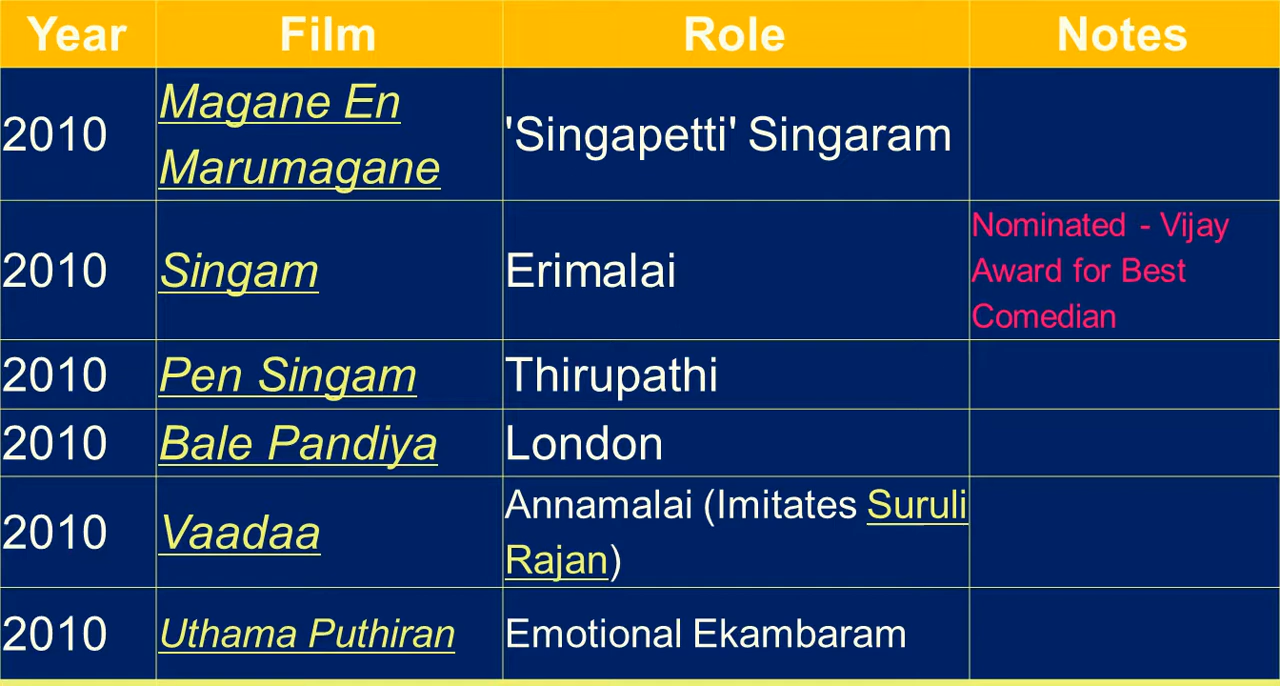 Year Film Role Notes
2010 Magane En Marumagane 'Singapetti' Singaram
2010 Singam Erimalai Nominated - Vijay Award for Best Comedian
2010 Pen Singam Thirupathi
2010 Bale Pandiya London
2010 Vaadaa Annamalai (Imitates Suruli Rajan)
2010 Uthama Puthiran Emotional Ekambaram